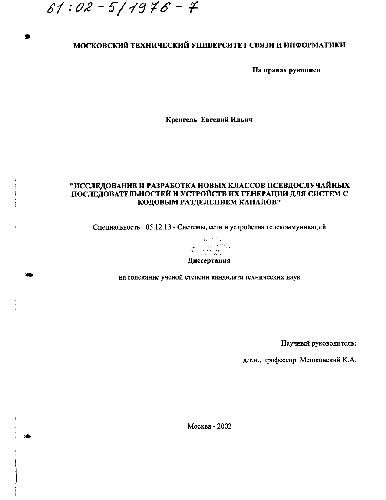 61:02-5/1976-7
МОСКОВСКИЙ ТЕХНИЧЕСКИЙ УНИВЕРСИТЕТ СВЯЗИ И ИНФОРМАТИКИ
На правах рукописи
Кренгель Евгений Ильич
"ИССЛЕДОВАНИЕ И РАЗРАБОТКА НОВЫХ КЛАССОВ ПСЕВДОСЛУЧАЙНЫХ
ПОСЛЕДОВАТЕЛЬНОСТЕЙ И УСТРОЙСТВ ИХ ГЕНЕРАЦИИ ДЛЯ СИСТЕМ С
КОДОВЫМ РАЗДЕЛЕНИЕМ КАНАЛОВ"
Специальность 05.12.13 - Системы, сети и устройства телекоммуникаций
Диссертация
на соискание ученой степени кандидата технических наук
Научный руководитель:
д.т.н., профессор Мешковский К.А.
Москва - 2002